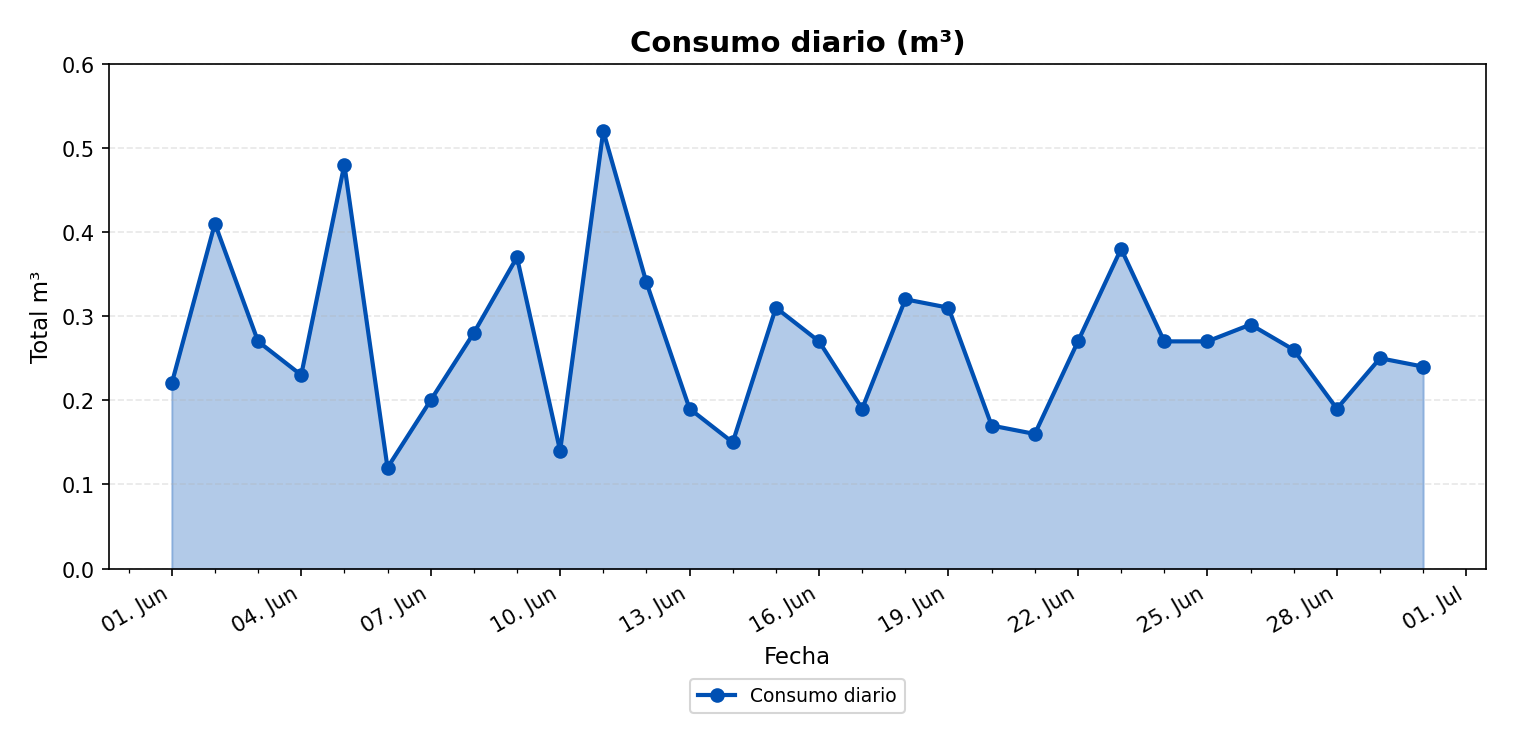 Consumo diario (m³)
Total m³
0.6
0.5
0.4
0.3
0.2
0.1
0.0
01. Jun
04. Jun
07. Jun
10. Jun
13. Jun
16. Jun
19. Jun
22. Jun
25. Jun
28. Jun
01. Jul
Fecha
Consumo diario